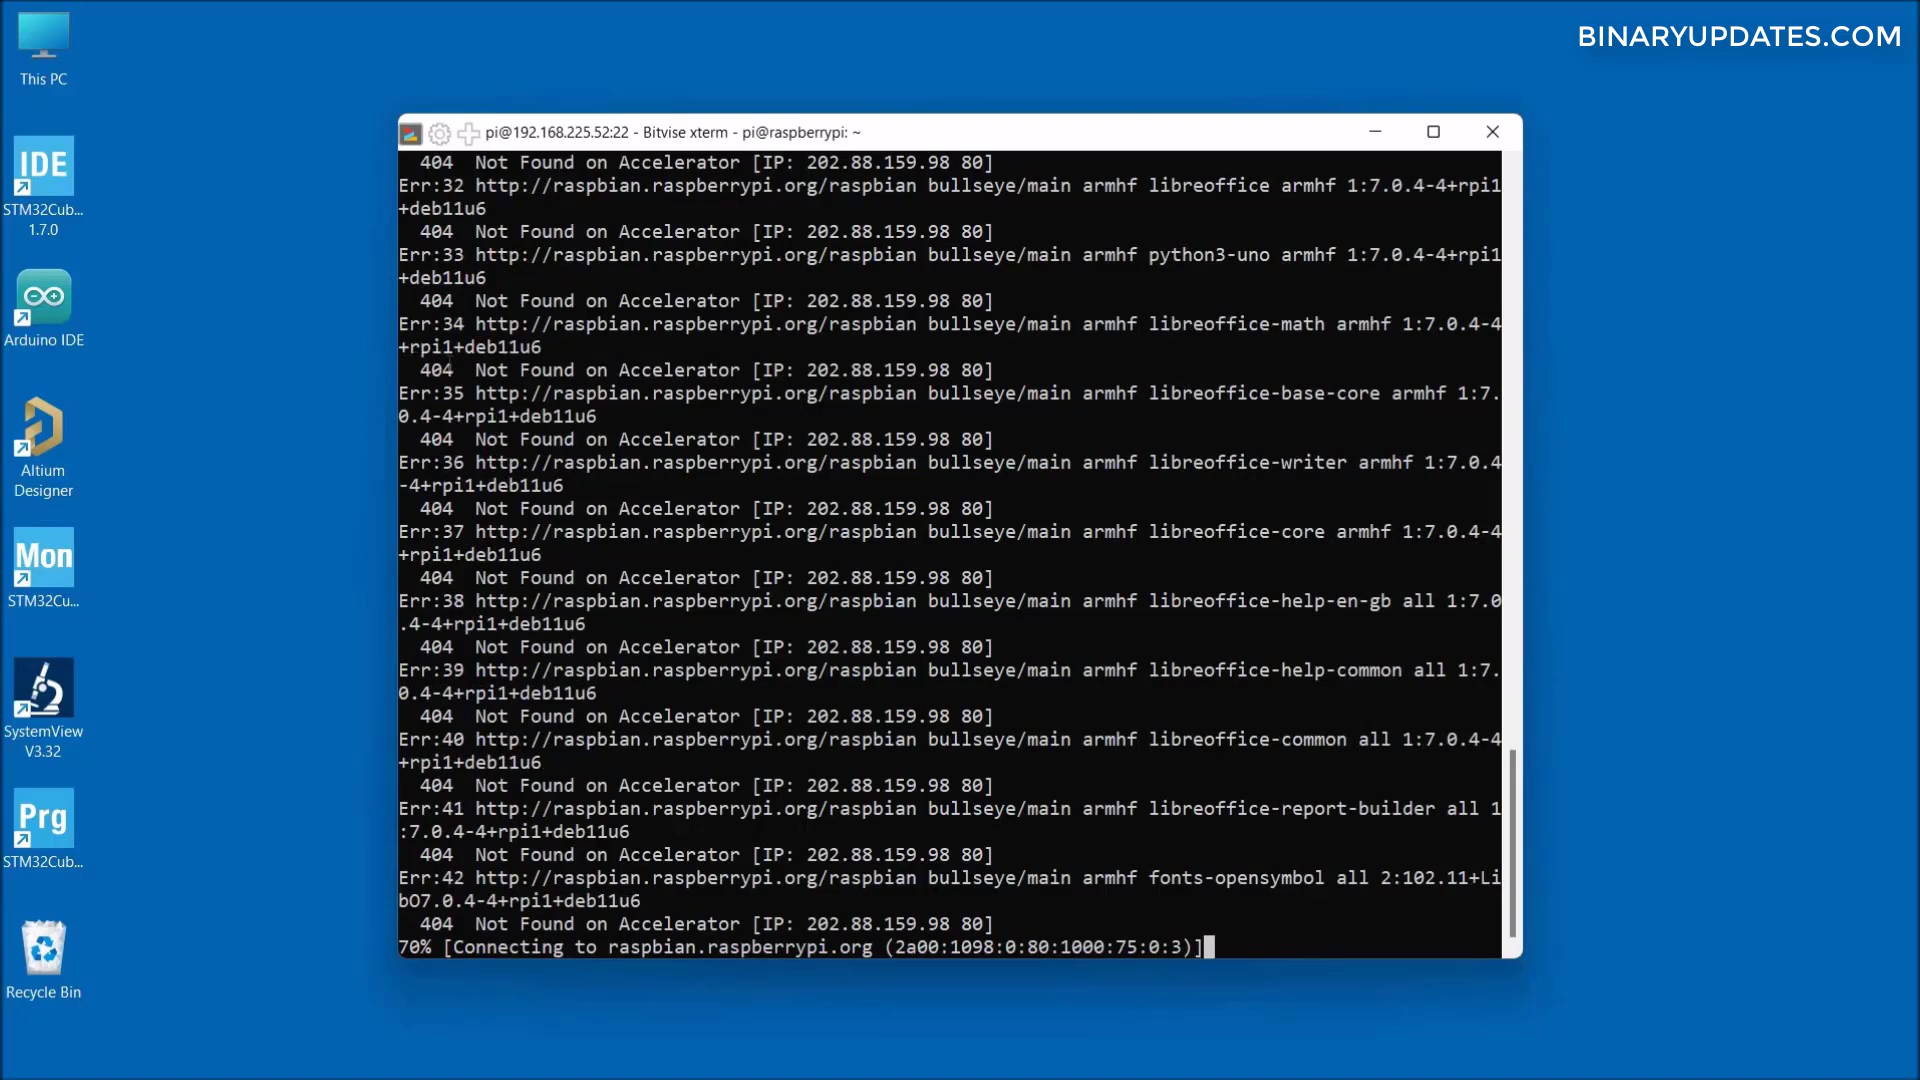 BINARYUPDATES.COM
This PC
IDE
STM32Cub...
1.7.0
Arduino IDE
Altium
Designer
Mon
STM32Cu...
SystemView
V3.32
Prg
STM32Cub...
Recycle Bin
pi@192.168.225.52:22 - Bitvise xterm - pi@raspberrypi: ~
404  Not Found on Accelerator [IP: 202.88.159.98 80]
Err:32 http://raspbian.raspberrypi.org/raspbian bullseye/main armhf libreoffice armhf 1:7.0.4-4+rpi1
+deb11u6
404  Not Found on Accelerator [IP: 202.88.159.98 80]
Err:33 http://raspbian.raspberrypi.org/raspbian bullseye/main armhf python3-uno armhf 1:7.0.4-4+rpi1
+deb11u6
404  Not Found on Accelerator [IP: 202.88.159.98 80]
Err:34 http://raspbian.raspberrypi.org/raspbian bullseye/main armhf libreoffice-math armhf 1:7.0.4-4
+rpi1+deb11u6
404  Not Found on Accelerator [IP: 202.88.159.98 80]
Err:35 http://raspbian.raspberrypi.org/raspbian bullseye/main armhf libreoffice-base-core armhf 1:7.
0.4-4+rpi1+deb11u6
404  Not Found on Accelerator [IP: 202.88.159.98 80]
Err:36 http://raspbian.raspberrypi.org/raspbian bullseye/main armhf libreoffice-writer armhf 1:7.0.4
-4+rpi1+deb11u6
404  Not Found on Accelerator [IP: 202.88.159.98 80]
Err:37 http://raspbian.raspberrypi.org/raspbian bullseye/main armhf libreoffice-core armhf 1:7.0.4-4
+rpi1+deb11u6
404  Not Found on Accelerator [IP: 202.88.159.98 80]
Err:38 http://raspbian.raspberrypi.org/raspbian bullseye/main armhf libreoffice-help-en-gb all 1:7.0
.4-4+rpi1+deb11u6
404  Not Found on Accelerator [IP: 202.88.159.98 80]
Err:39 http://raspbian.raspberrypi.org/raspbian bullseye/main armhf libreoffice-help-common all 1:7.
0.4-4+rpi1+deb11u6
404  Not Found on Accelerator [IP: 202.88.159.98 80]
Err:40 http://raspbian.raspberrypi.org/raspbian bullseye/main armhf libreoffice-common all 1:7.0.4-4
+rpi1+deb11u6
404  Not Found on Accelerator [IP: 202.88.159.98 80]
Err:41 http://raspbian.raspberrypi.org/raspbian bullseye/main armhf libreoffice-report-builder all 1
:7.0.4-4+rpi1+deb11u6
404  Not Found on Accelerator [IP: 202.88.159.98 80]
Err:42 http://raspbian.raspberrypi.org/raspbian bullseye/main armhf fonts-opensymbol all 2:102.11+Li
bO7.0.4-4+rpi1+deb11u6
404  Not Found on Accelerator [IP: 202.88.159.98 80]
70% [Connecting to raspbian.raspberrypi.org (2a00:1098:0:80:1000:75:0:3)]